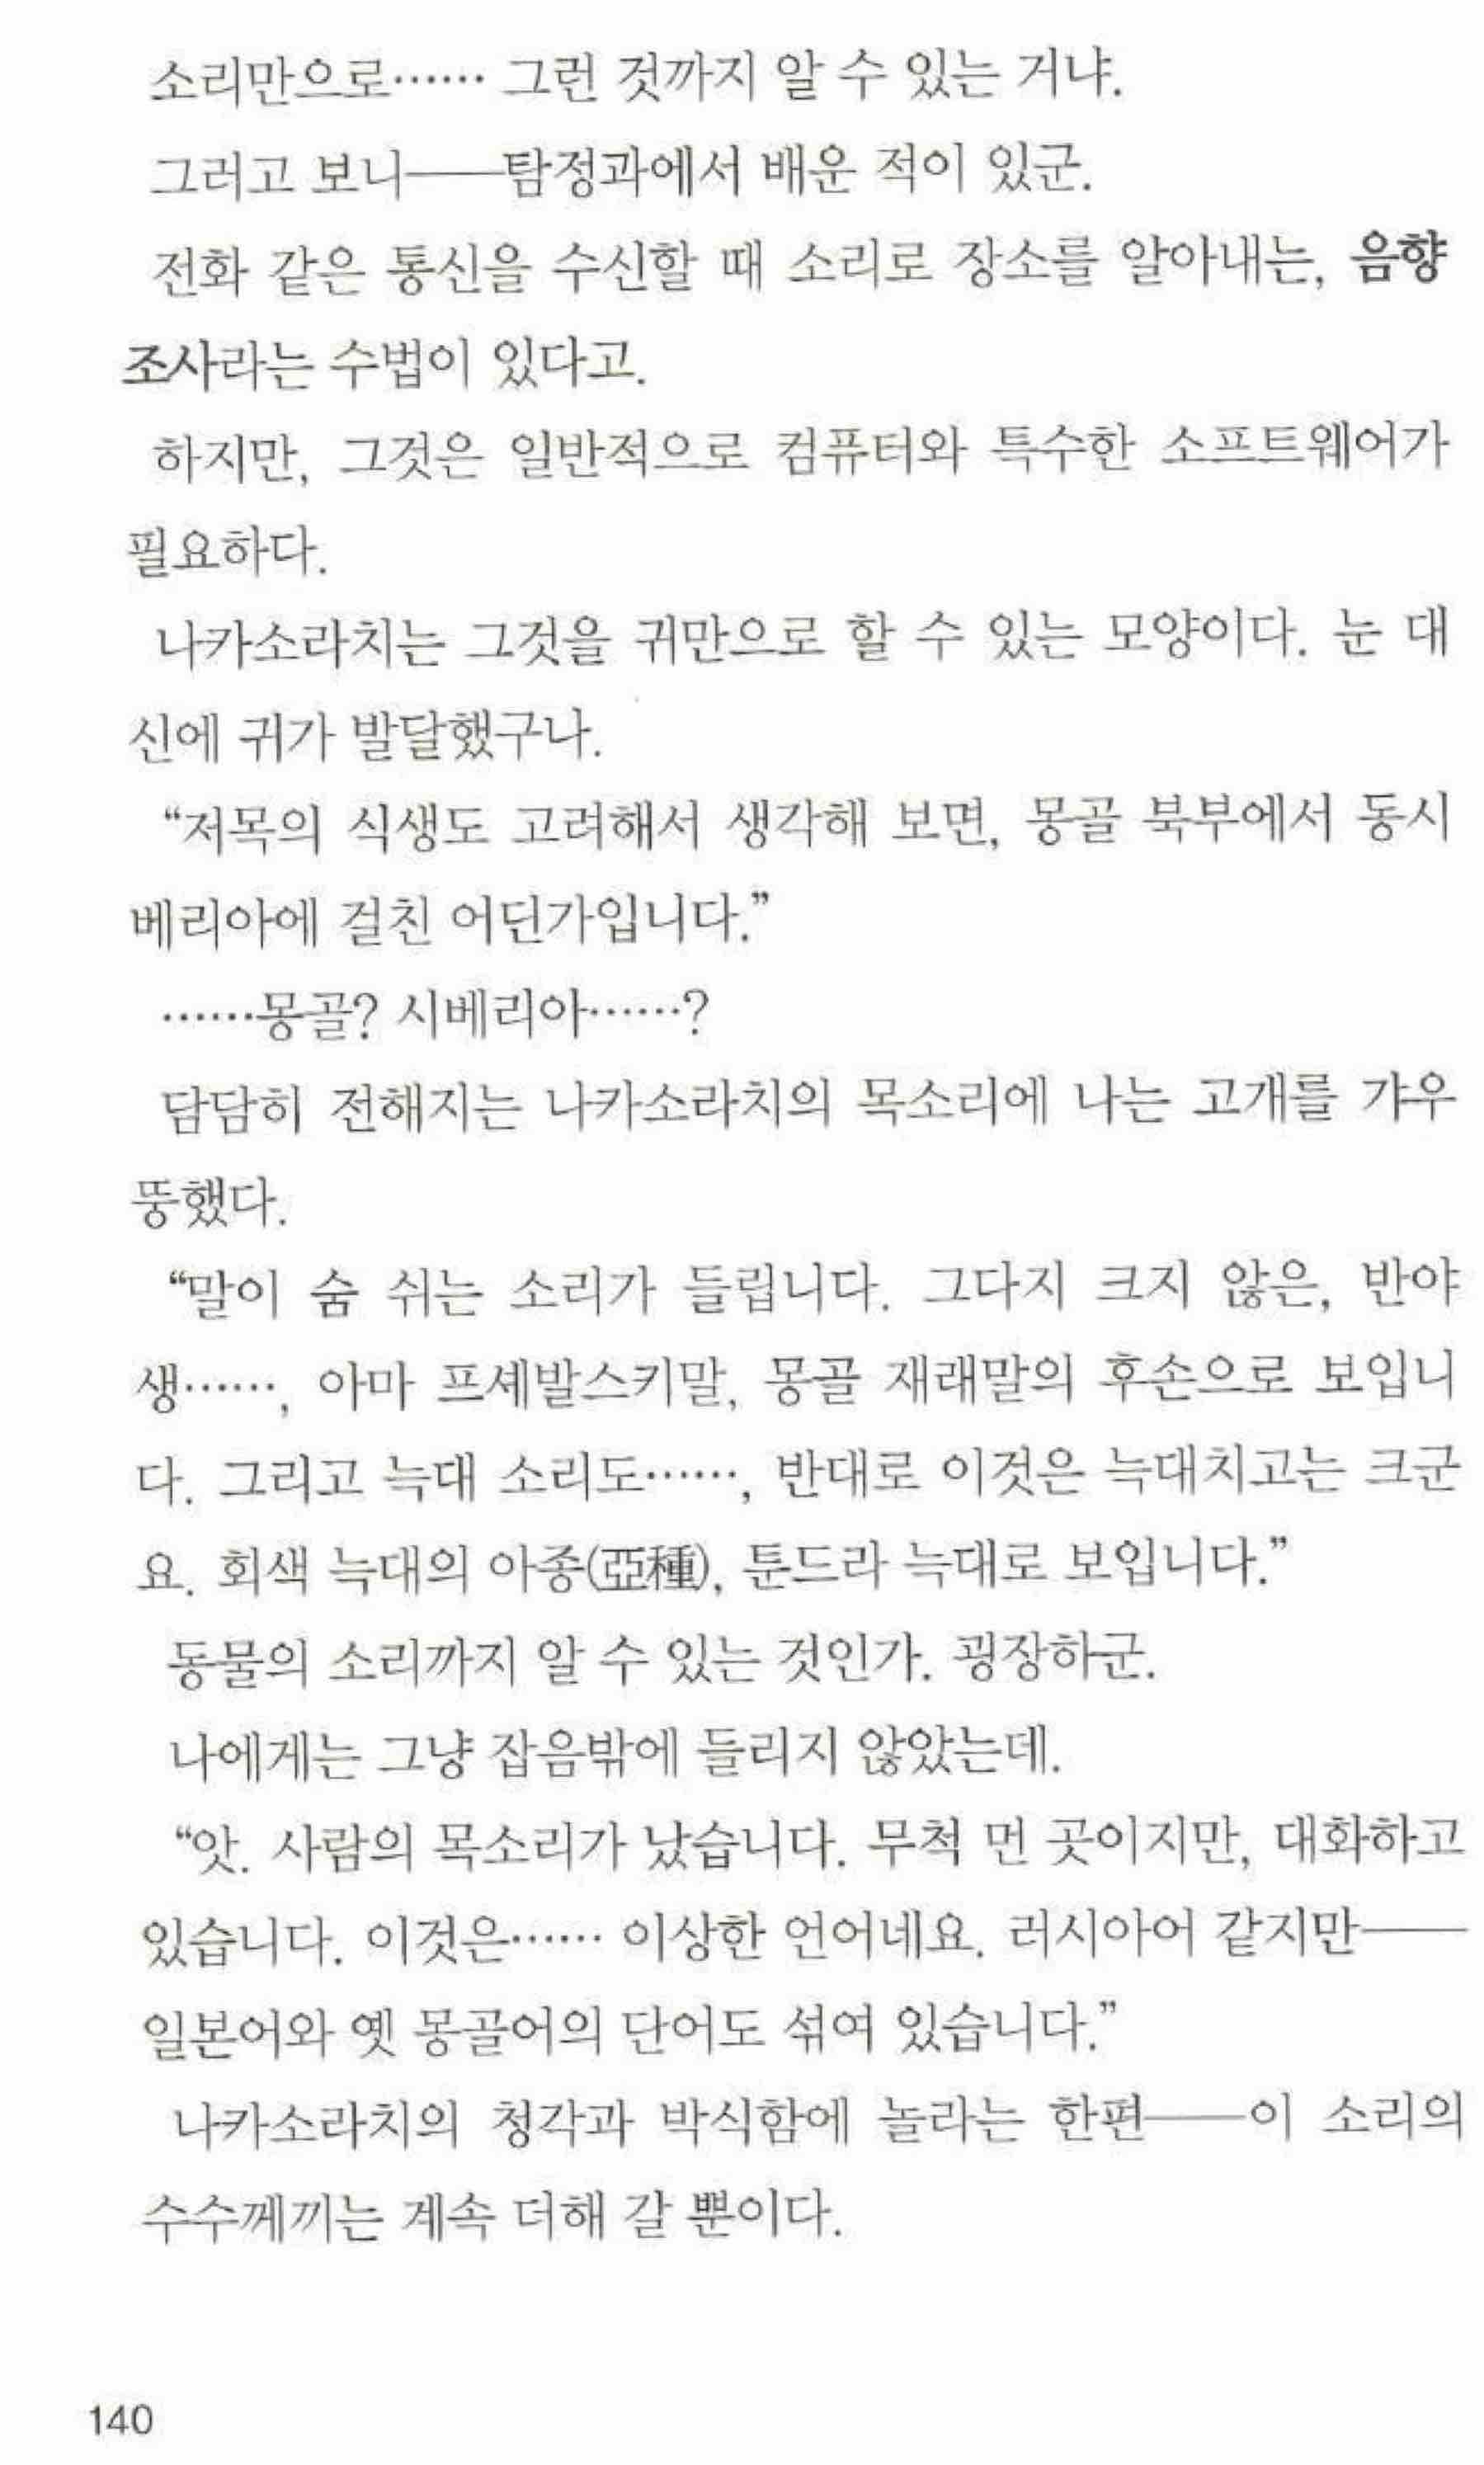 소리만으로…… 그런 것까지 알 수 있는 거냐.
그러고 보니──탐정과에서 배운 적이 있군.
전화 같은 통신을 수신할 때 소리로 장소를 알아내는, 음향
조사라는 수법이 있다고.
하지만, 그것은 일반적으로 컴퓨터와 특수한 소프트웨어가
필요하다.
나카소라치는 그것을 귀만으로 할 수 있는 모양이다. 눈 대
신에 귀가 발달했구나.
“저목의 식생도 고려해서 생각해 보면, 몽골 북부에서 동시
베리아에 걸친 어딘가입니다.”
……몽골? 시베리아……?
담담히 전해지는 나카소라치의 목소리에 나는 고개를 갸우
뚱했다.
“말이 숨 쉬는 소리가 들립니다. 그다지 크지 않은, 반야
생……, 아마 프셰발스키말, 몽골 재래말의 후손으로 보입니
다. 그리고 늑대 소리도……, 반대로 이것은 늑대치고는 크군
요. 회색 늑대의 아종(亞種), 툰드라 늑대로 보입니다.”
동물의 소리까지 알 수 있는 것인가. 굉장하군.
나에게는 그냥 잡음밖에 들리지 않았는데.
“앗. 사람의 목소리가 났습니다. 무척 먼 곳이지만, 대화하고
있습니다. 이것은…… 이상한 언어네요. 러시아어 같지만──
일본어와 옛 몽골어의 단어도 섞여 있습니다.”
나카소라치의 청각과 박식함에 놀라는 한편──이 소리의
수수께끼는 계속 더해 갈 뿐이다.
140